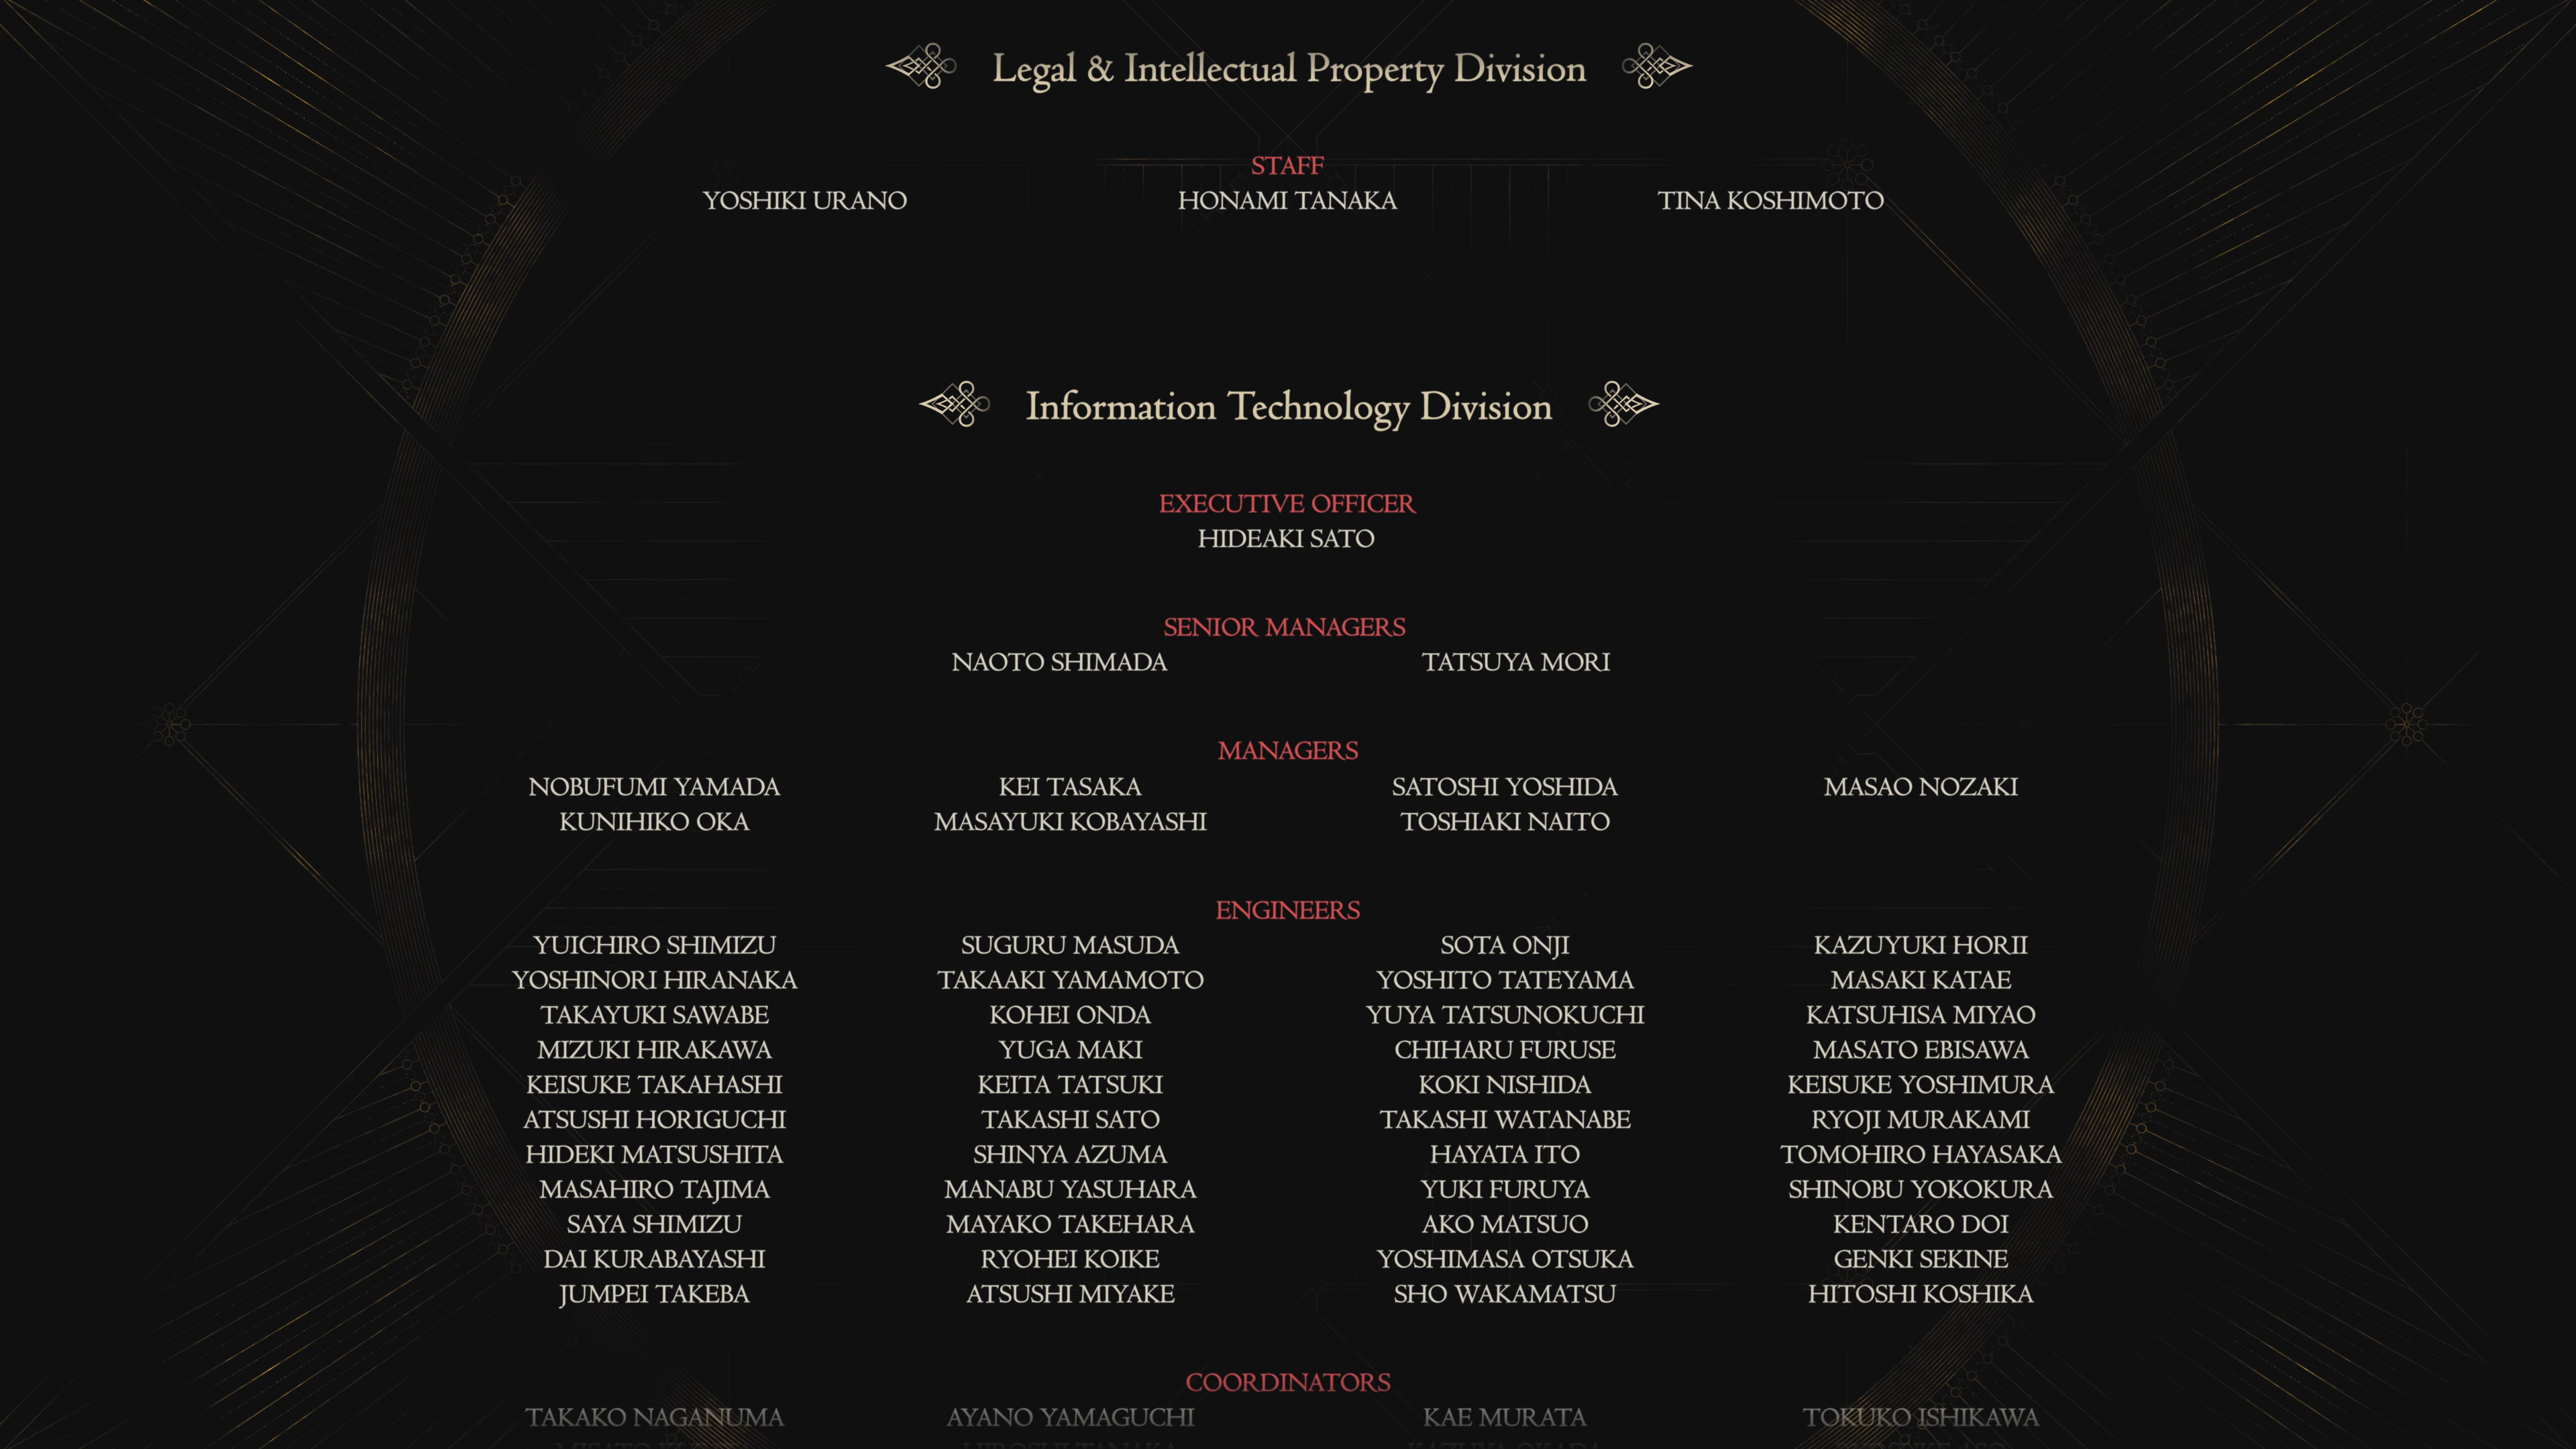 Legal & Intellectual Property Division
STAFF
YOSHIKI URANO HONAMI TANAKA TINA KOSHIMOTO
Information Technology Division
EXECUTIVE OFFICER
HIDEAKI SATO
SENIOR MANAGERS
NAOTO SHIMADA TATSUYA MORI
MANAGERS
NOBUFUMI YAMADA KEI TASAKA SATOSHI YOSHIDA MASAO NOZAKI
KUNIHIKO OKA MASAYUKI KOBAYASHI TOSHIAKI NAITO
ENGINEERS
YUICHIRO SHIMIZU SUGURU MASUDA SOTA ONJI KAZUYUKI HORII
YOSHINORI HIRANAKA TAKAAKI YAMAMOTO YOSHITO TATEYAMA MASAKI KATAE
TAKAYUKI SAWABE KOHEI ONDA YUYA TATSUNOKUCHI KATSUHISA MIYAO
MIZUKI HIRAKAWA YUGA MAKI CHIHARU FURUSE MASATO EBISAWA
KEISUKE TAKAHASHI KEITA TATSUKI KOKI NISHIDA KEISUKE YOSHIMURA
ATSUSHI HORIGUCHI TAKASHI SATO TAKASHI WATANABE RYOJI MURAKAMI
HIDEKI MATSUSHITA SHINYA AZUMA HAYATA ITO TOMOHIRO HAYASAKA
MASAHIRO TAJIMA MANABU YASUHARA YUKI FURUYA SHINOBU YOKOKURA
SAYA SHIMIZU MAYAKO TAKEHARA AKO MATSUO KENTARO DOI
DAI KURABAYASHI RYOHEI KOIKE YOSHIMASA OTSUKA GENKI SEKINE
JUMPEI TAKEBA ATSUSHI MIYAKE SHO WAKAMATSU HITOSHI KOSHIKA
COORDINATORS
TAKAKO NAGANUMA AYANO YAMAGUCHI KAE MURATA TOKUKO ISHIKAWA